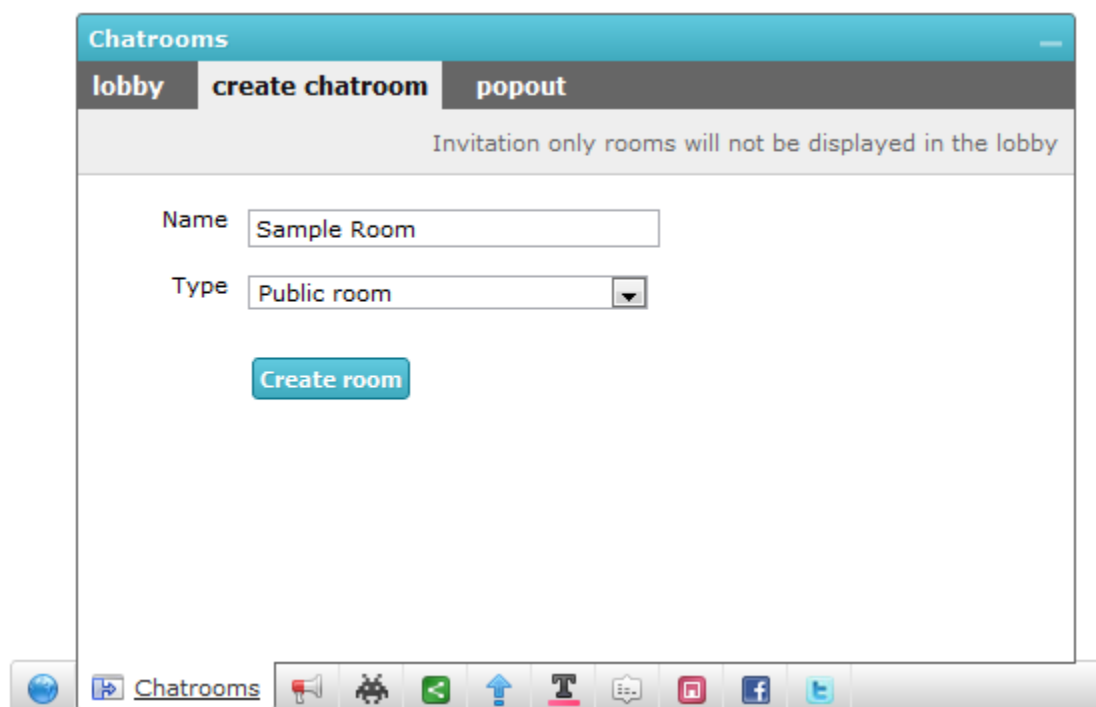 Chatrooms
lobby create chatroom popout
Invitation only rooms will not be displayed in the lobby
Name Sample Room
Type Public room
Create room
Chatrooms